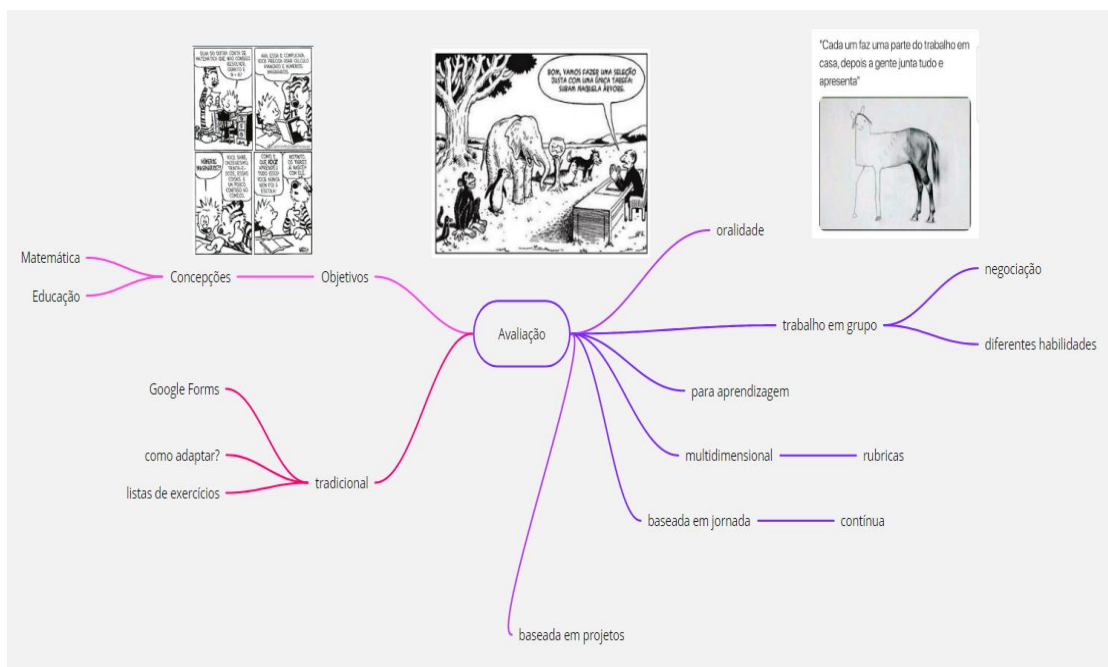 "Cada um faz uma parte do trabalho em
casa, depois a gente junta tudo e
apresenta"
BOM, VAMOS FAZER UMA SELEÇÃO
JUSTA COM UMA ÚNICA TAREFA:
SUBAM NAQUELA ÁRVORE.
oralidade
Matemática
Educação
Concepções
Objetivos
Avaliação
trabalho em grupo
negociação
diferentes habilidades
Google Forms
como adaptar?
listas de exercícios
tradicional
para aprendizagem
multidimensional
rubricas
baseada em jornada
contínua
baseada em projetos